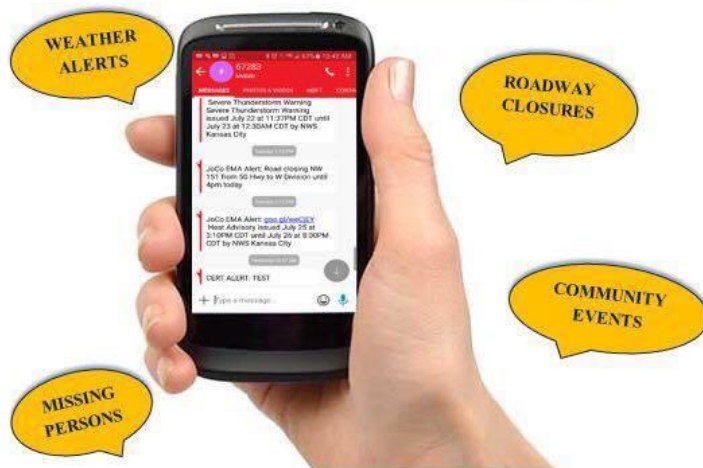 WEATHER
ALERTS
ROADWAY
CLOSURES
67283
Mobile
MESSAGES PHOTOS & VIDEOS
Severe Thunderstorm Warning
Severe Thunderstorm Warning
issued July 22 at 11:37PM CDT until
July 23 at 12:30AM CDT by NWS
Kansas City
JoCo EMA Alert: Road closing NW
151 from 50 Hwy to W Division until
4pm today
JoCo EMA Alert:
Heat Advisory issued July 25 at
3:10PM CDT until July 26 at 8:00PM
CDT by NWS Kansas City
CERT ALERT: TEST
Type a message
COMMUNITY
EVENTS
MISSING
PERSONS